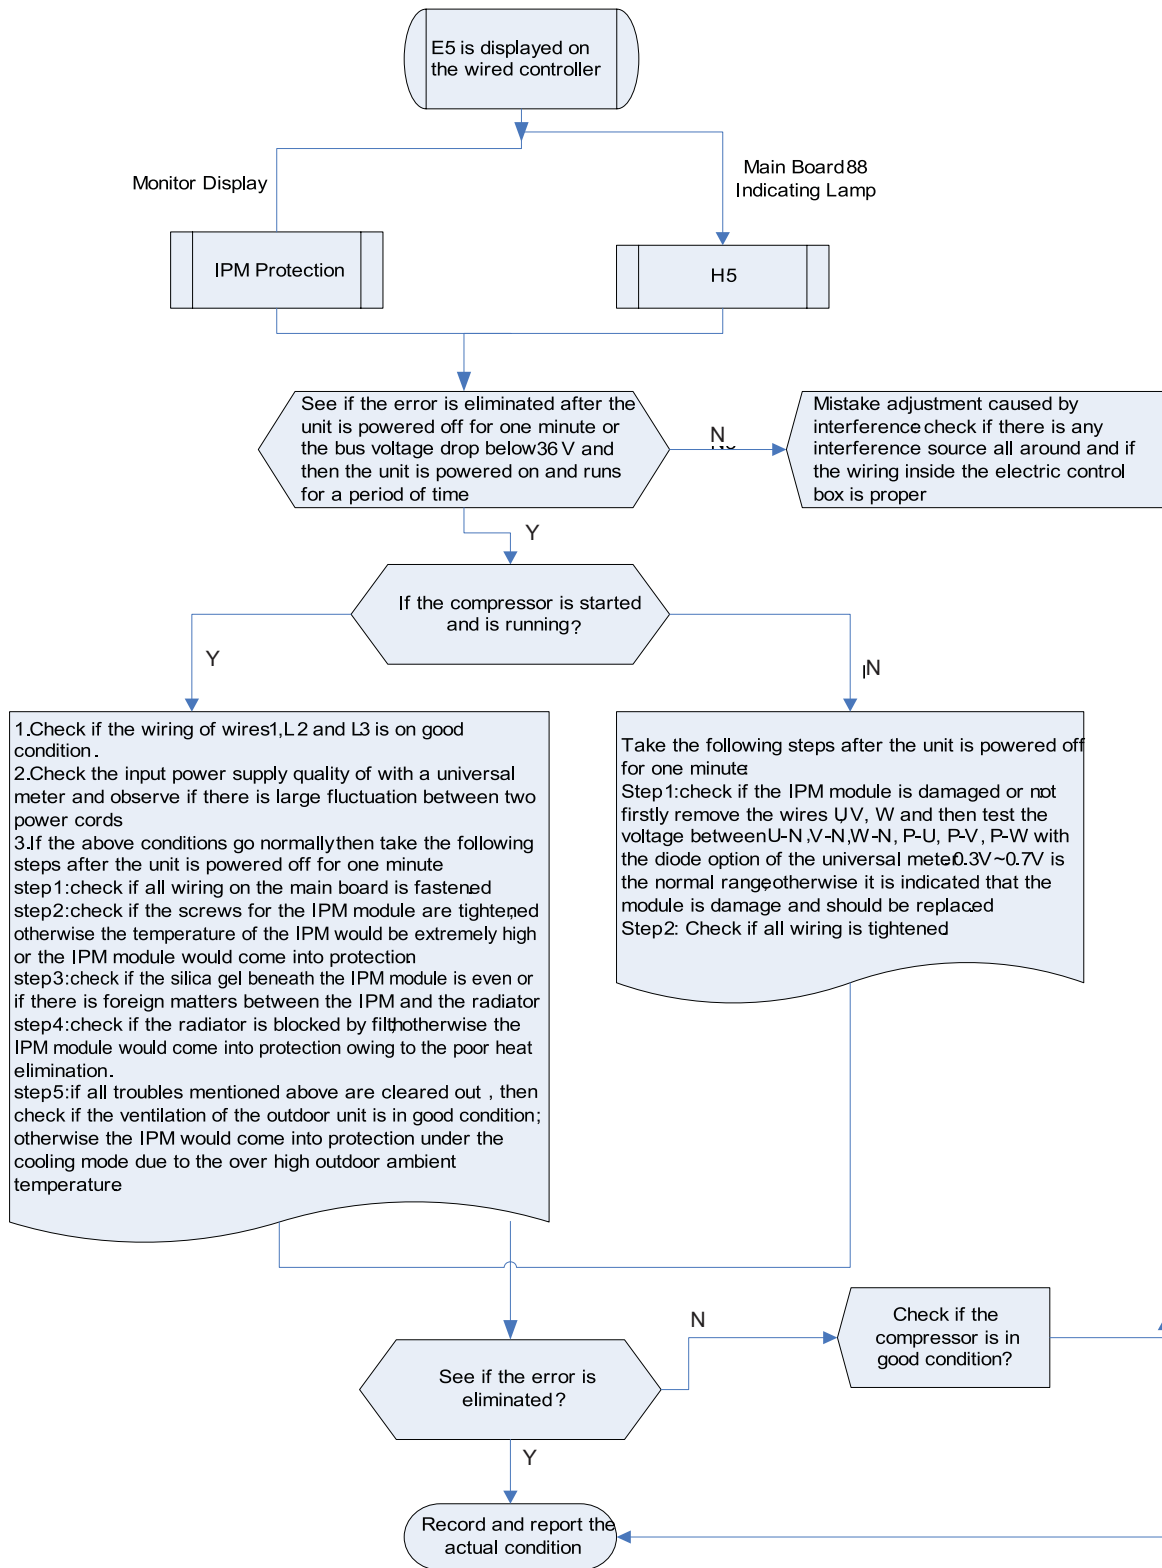 E5 is displayed on
the wired controller
Monitor Display
Main Board 88
Indicating Lamp
IPM Protection
H5
See if the error is eliminated after the
unit is powered off for one minute or
the bus voltage drop below 36 V and
then the unit is powered on and runs
for a period of time
N
Mistake adjustment caused by
interference check if there is any
interference source all around and if
the wiring inside the electric control
box is proper
Y
If the compressor is started
and is running?
Y
N
1.Check if the wiring of wires1,L2 and L3 is on good
condition.
2.Check the input power supply quality of with a universal
meter and observe if there is large fluctuation between two
power cords
3.If the above conditions go normally then take the following
steps after the unit is powered off for one minute
step1:check if all wiring on the main board is fastened
step2:check if the screws for the IPM module are tightened;
otherwise the temperature of the IPM would be extremely high
or the IPM module would come into protection
step3:check if the silica gel beneath the IPM module is even or
if there is foreign matters between the IPM and the radiator
step4:check if the radiator is blocked by filth;otherwise the
IPM module would come into protection owing to the poor heat
elimination.
step5:if all troubles mentioned above are cleared out , then
check if the ventilation of the outdoor unit is in good condition;
otherwise the IPM would come into protection under the
cooling mode due to the over high outdoor ambient
temperature
Take the following steps after the unit is powered off
for one minute:
Step1:check if the IPM module is damaged or not
firstly remove the wires U,V, W and then test the
voltage between U-N ,V-N,W-N, P-U, P-V, P-W with
the diode option of the universal meter.0.3V~0.7V is
the normal range;otherwise it is indicated that the
module is damage and should be replaced
Step2: Check if all wiring is tightened
N
Check if the
compressor is in
good condition?
See if the error is
eliminated?
Y
Record and report the
actual condition